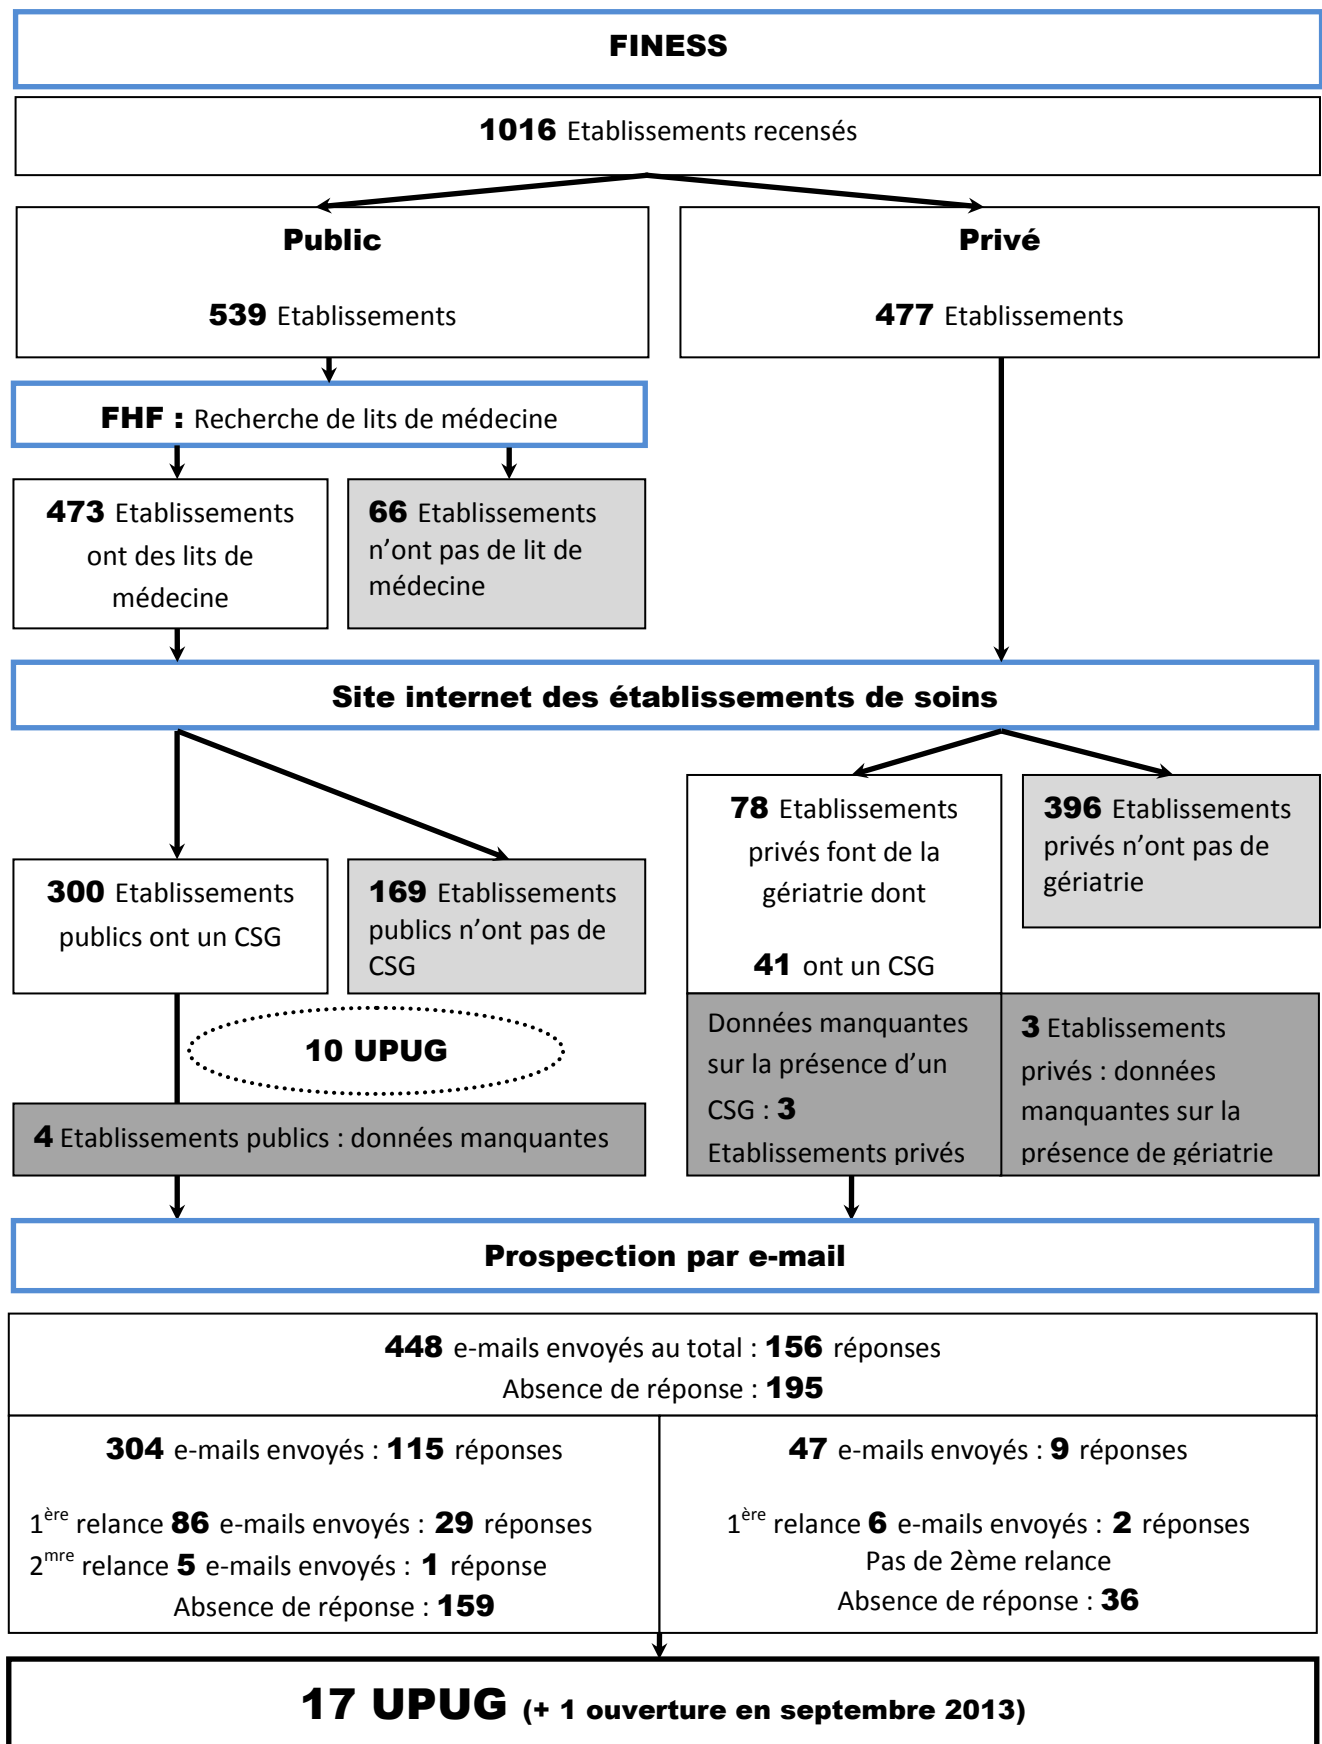 FINESS
1016 Etablissements recensés
Public
539 Etablissements
Privé
477 Etablissements
FHF : Recherche de lits de médecine
473 Etablissements
ont des lits de
médecine
66 Etablissements
n'ont pas de lit de
médecine
Site internet des établissements de soins
300 Etablissements
publics ont un CSG
169 Etablissements
publics n'ont pas de
CSG
78 Etablissements
privés font de la
gériatrie dont
41 ont un CSG
396 Etablissements
privés n'ont pas de
gériatrie
10 UPUG
4 Etablissements publics : données manquantes
Données manquantes
sur la présence d'un
CSG : 3
Etablissements privés
3 Etablissements
privés : données
manquantes sur la
présence de gériatrie
Prospection par e-mail
448 e-mails envoyés au total : 156 réponses
Absence de réponse : 195
304 e-mails envoyés : 115 réponses
1ère relance 86 e-mails envoyés : 29 réponses
2mre relance 5 e-mails envoyés : 1 réponse
Absence de réponse : 159
47 e-mails envoyés : 9 réponses
1ère relance 6 e-mails envoyés : 2 réponses
Pas de 2ème relance
Absence de réponse : 36
17 UPUG (+ 1 ouverture en septembre 2013)